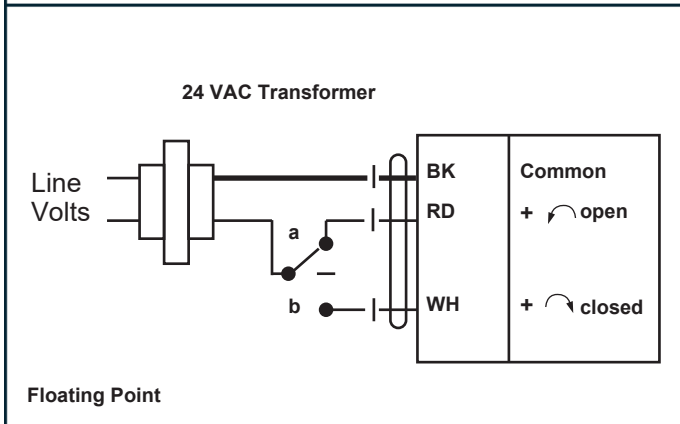 24 VAC Transformer
Line
Volts
BK Common
RD + open
a
b
WH + closed
Floating Point